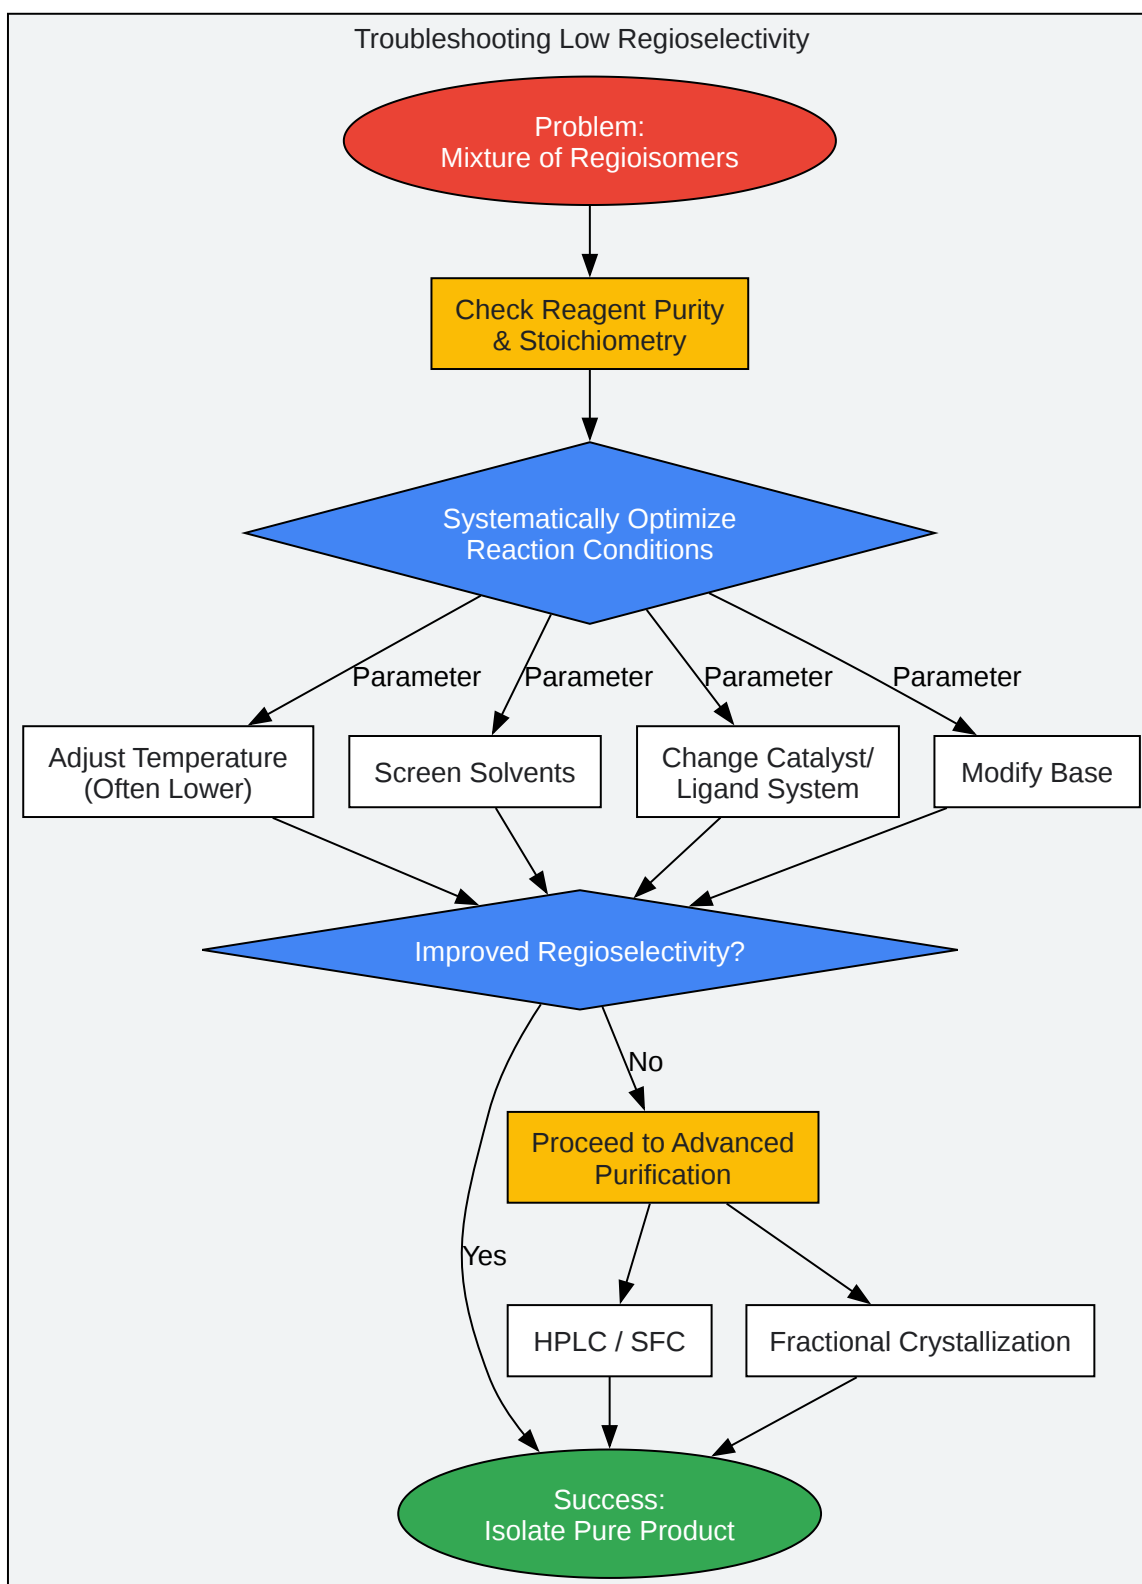 Troubleshooting Low Regioselectivity
Problem:
Mixture of Regioisomers
Check Reagent Purity
& Stoichiometry
Systematically Optimize
Reaction Conditions
Parameter
Parameter
Parameter
Parameter
Adjust Temperature
(Often Lower)
Screen Solvents
Change Catalyst/
Ligand System
Modify Base
Improved Regioselectivity?
No
Proceed to Advanced
Purification
Yes
HPLC / SFC
Fractional Crystallization
Success:
Isolate Pure Product